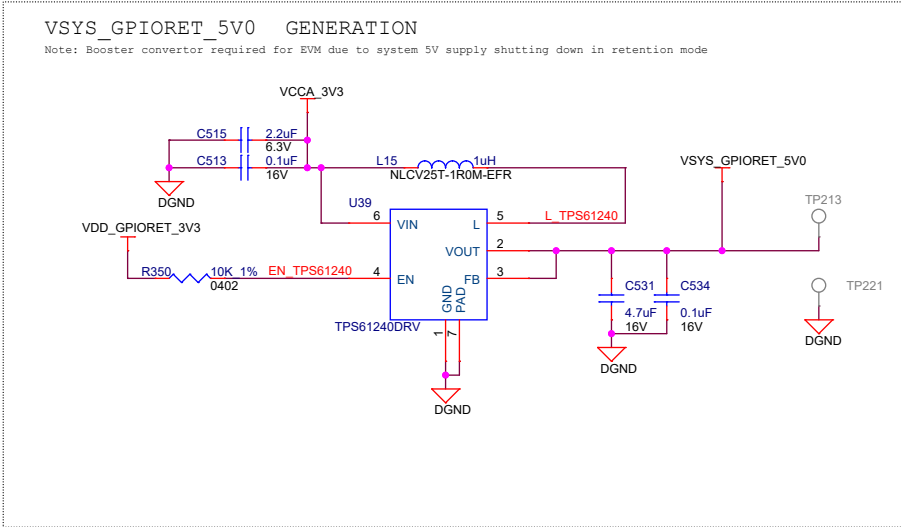 VSYS_GPIORET_5V0 GENERATION
Note: Booster convertor required for EVM due to system 5V supply shutting down in retention mode
VCCA_3V3
C515 2.2uF
6.3V
C513 0.1uF
16V
L15 1uH
NLCV25T-1R0M-EFR
VSYS_GPIORET_5V0
DGND
U39
TP213
6 VIN L 5 L_TPS61240
VDD_GPIORET_3V3
VOUT 2
R350 10K_1% EN_TPS61240 4 EN FB 3
0402
C531 C534
TP221
4.7uF 0.1uF
16V 16V
GND
PAD
TPS61240DRV
1
7
DGND
DGND
DGND